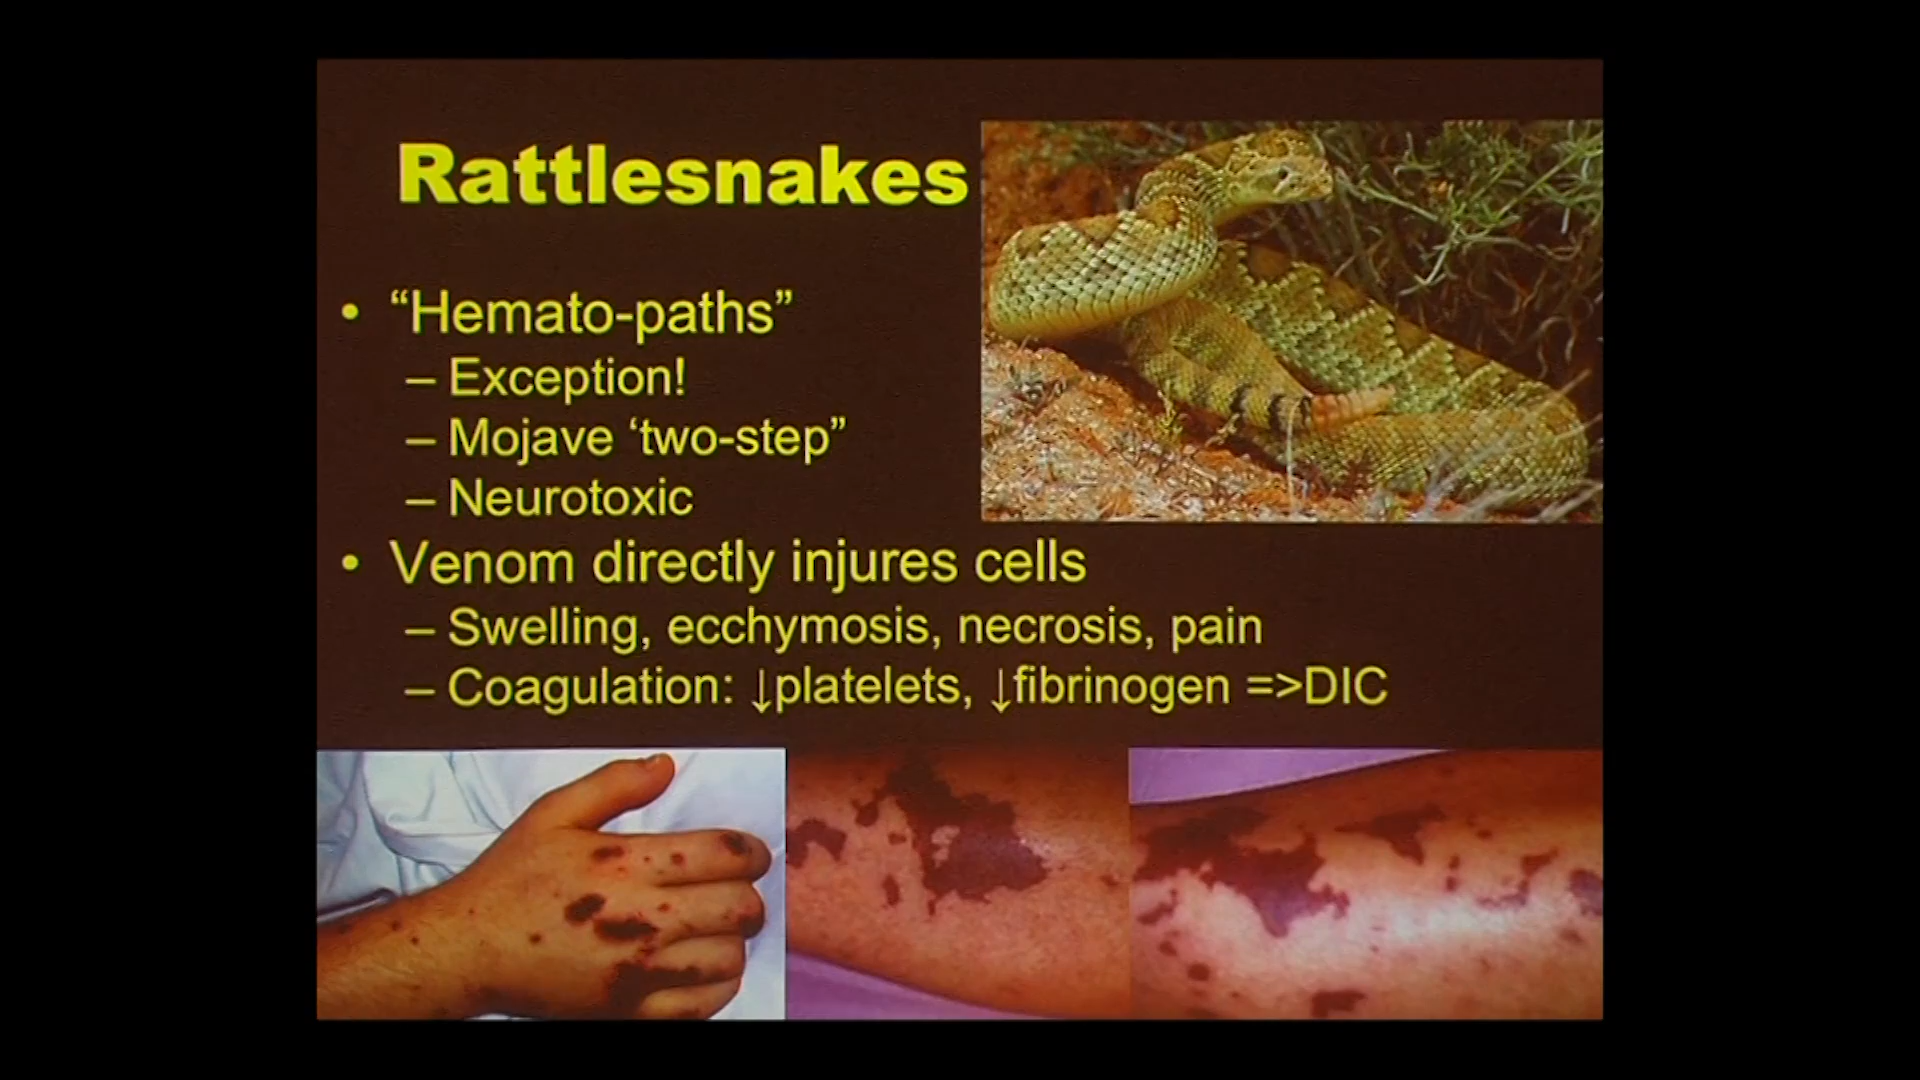 Rattlesnakes
• “Hemato-paths”
– Exception!
– Mojave ‘two-step”
– Neurotoxic
• Venom directly injures cells
– Swelling, ecchymosis, necrosis, pain
– Coagulation: ↓platelets, ↓fibrinogen =>DIC